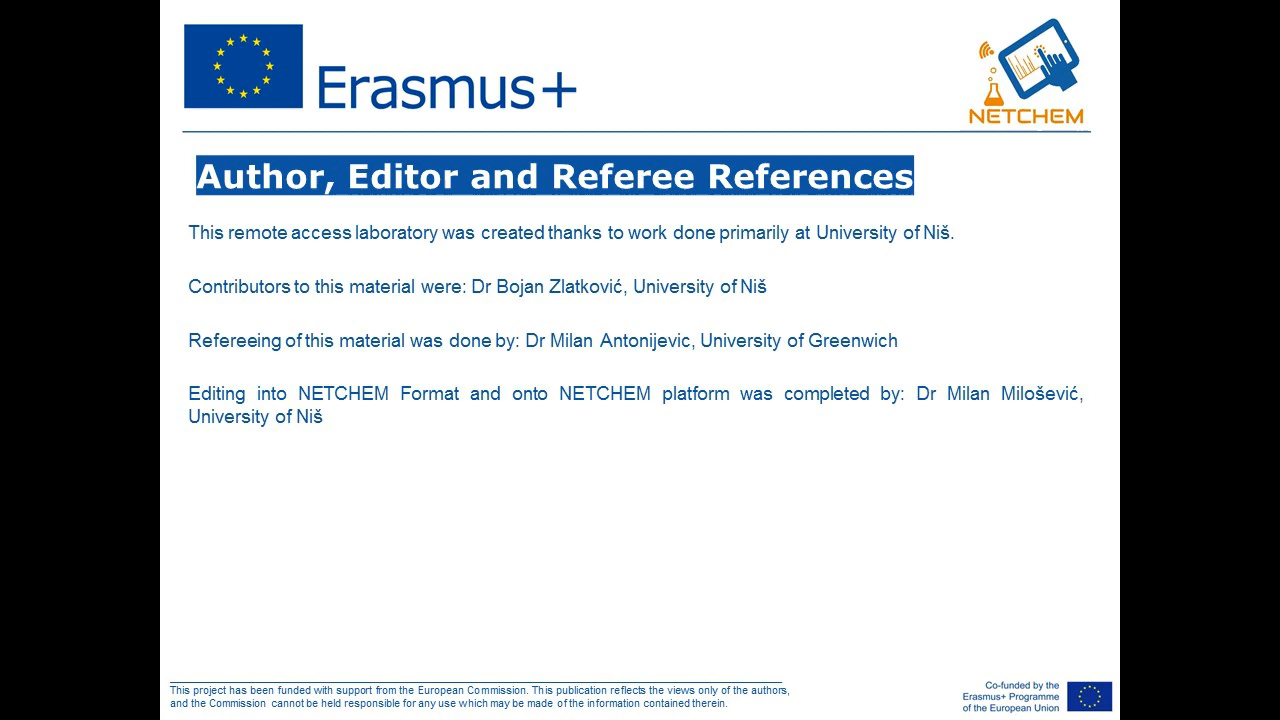 Erasmus+
NETCHEM
Author, Editor and Referee References
This remote access laboratory was created thanks to work done primarily at University of Niš.
Contributors to this material were: Dr Bojan Zlatković, University of Niš
Refereeing of this material was done by: Dr Milan Antonijevic, University of Greenwich
Editing into NETCHEM Format and onto NETCHEM platform was completed by: Dr Milan Milošević,
University of Niš
This project has been funded with support from the European Commission. This publication reflects the views only of the authors,
and the Commission cannot be held responsible for any use which may be made of the information contained therein.
Co-funded by the
Erasmus+ Programme
of the European Union